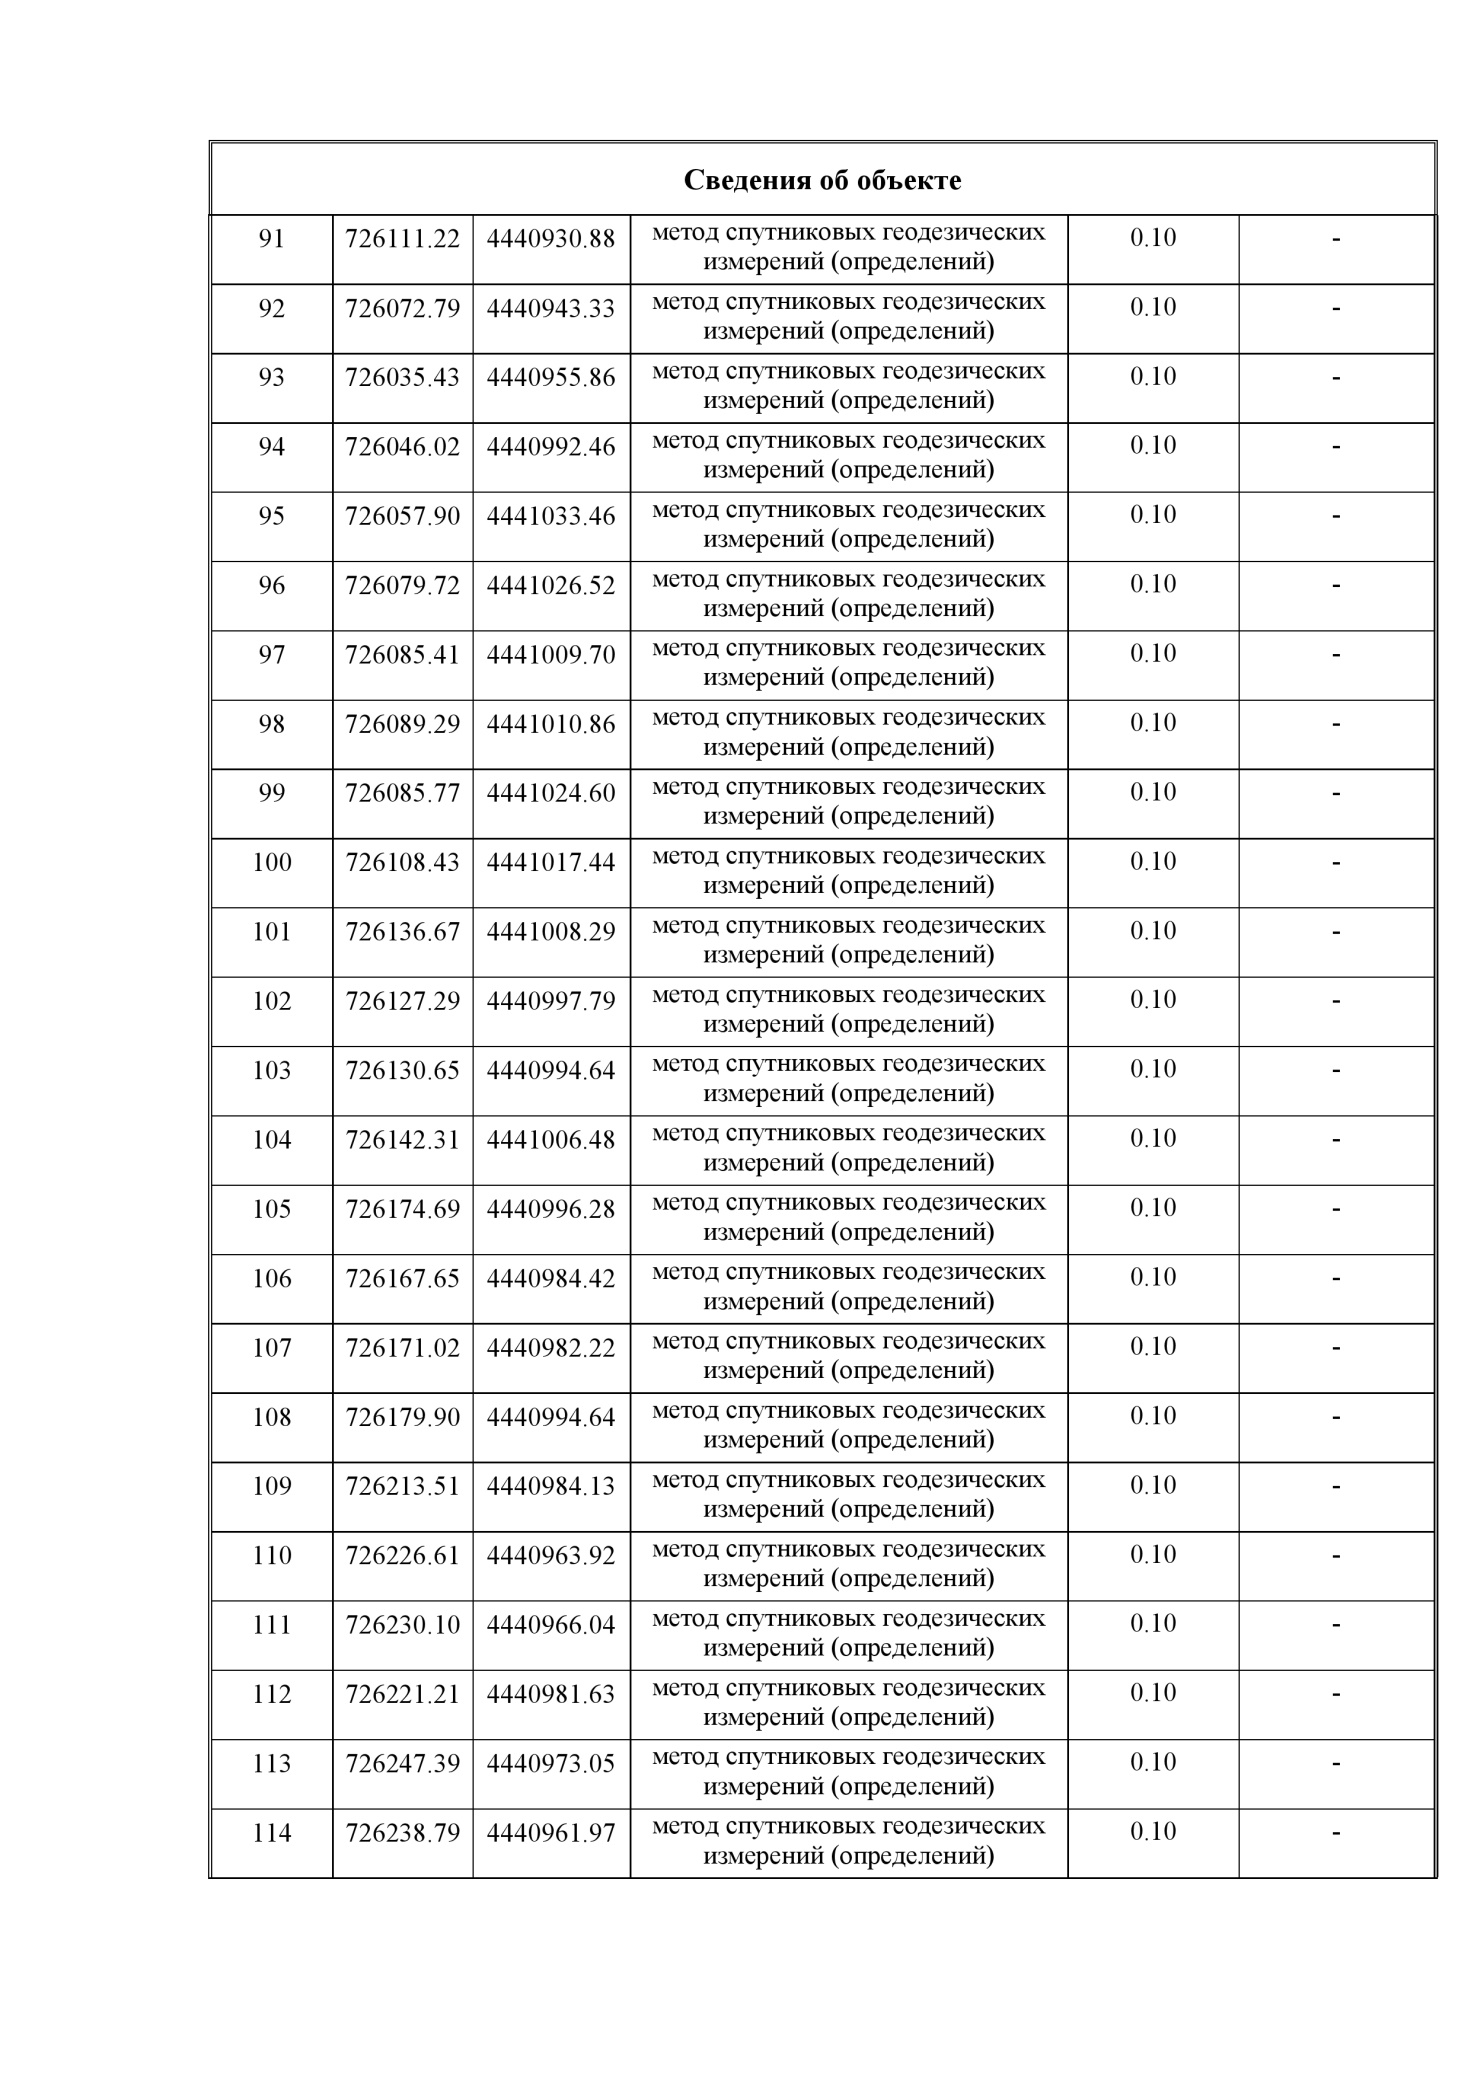 Сведения об объекте
91 726111.22 4440930.88 метод спутниковых геодезических измерений (определений) 0.10 -
92 726072.79 4440943.33 метод спутниковых геодезических измерений (определений) 0.10 -
93 726035.43 4440955.86 метод спутниковых геодезических измерений (определений) 0.10 -
94 726046.02 4440992.46 метод спутниковых геодезических измерений (определений) 0.10 -
95 726057.90 4441033.46 метод спутниковых геодезических измерений (определений) 0.10 -
96 726079.72 4441026.52 метод спутниковых геодезических измерений (определений) 0.10 -
97 726085.41 4441009.70 метод спутниковых геодезических измерений (определений) 0.10 -
98 726089.29 4441010.86 метод спутниковых геодезических измерений (определений) 0.10 -
99 726085.77 4441024.60 метод спутниковых геодезических измерений (определений) 0.10 -
100 726108.43 4441017.44 метод спутниковых геодезических измерений (определений) 0.10 -
101 726136.67 4441008.29 метод спутниковых геодезических измерений (определений) 0.10 -
102 726127.29 4440997.79 метод спутниковых геодезических измерений (определений) 0.10 -
103 726130.65 4440994.64 метод спутниковых геодезических измерений (определений) 0.10 -
104 726142.31 4441006.48 метод спутниковых геодезических измерений (определений) 0.10 -
105 726174.69 4440996.28 метод спутниковых геодезических измерений (определений) 0.10 -
106 726167.65 4440984.42 метод спутниковых геодезических измерений (определений) 0.10 -
107 726171.02 4440982.22 метод спутниковых геодезических измерений (определений) 0.10 -
108 726179.90 4440994.64 метод спутниковых геодезических измерений (определений) 0.10 -
109 726213.51 4440984.13 метод спутниковых геодезических измерений (определений) 0.10 -
110 726226.61 4440963.92 метод спутниковых геодезических измерений (определений) 0.10 -
111 726230.10 4440966.04 метод спутниковых геодезических измерений (определений) 0.10 -
112 726221.21 4440981.63 метод спутниковых геодезических измерений (определений) 0.10 -
113 726247.39 4440973.05 метод спутниковых геодезических измерений (определений) 0.10 -
114 726238.79 4440961.97 метод спутниковых геодезических измерений (определений) 0.10 -